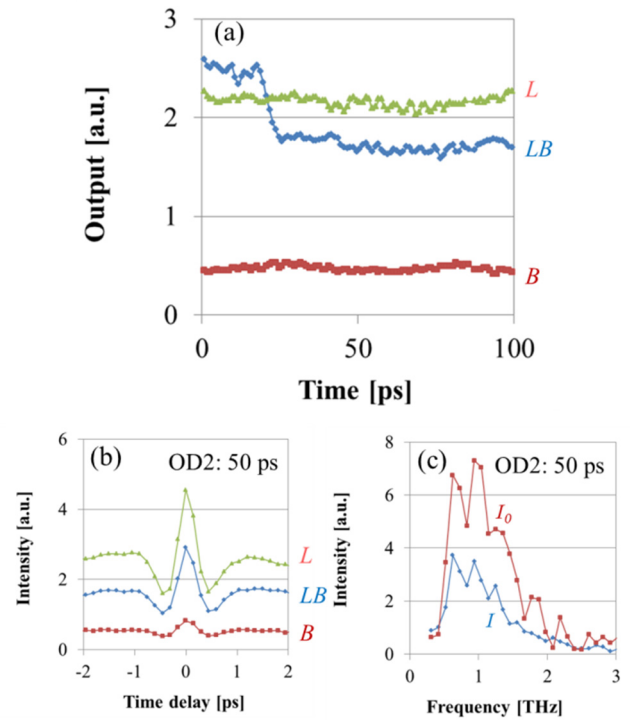 (a)
3
2
1
0
Output [a.u.]
L
LB
B
0 50 100
Time [ps]
(b) OD2: 50 ps
6
4
2
0
Intensity [a.u.]
L
LB
B
-2 -1 0 1 2
Time delay [ps]
(c) OD2: 50 ps
8
6
4
2
0
Intensity [a.u.]
I₀
I
0 1 2 3
Frequency [THz]